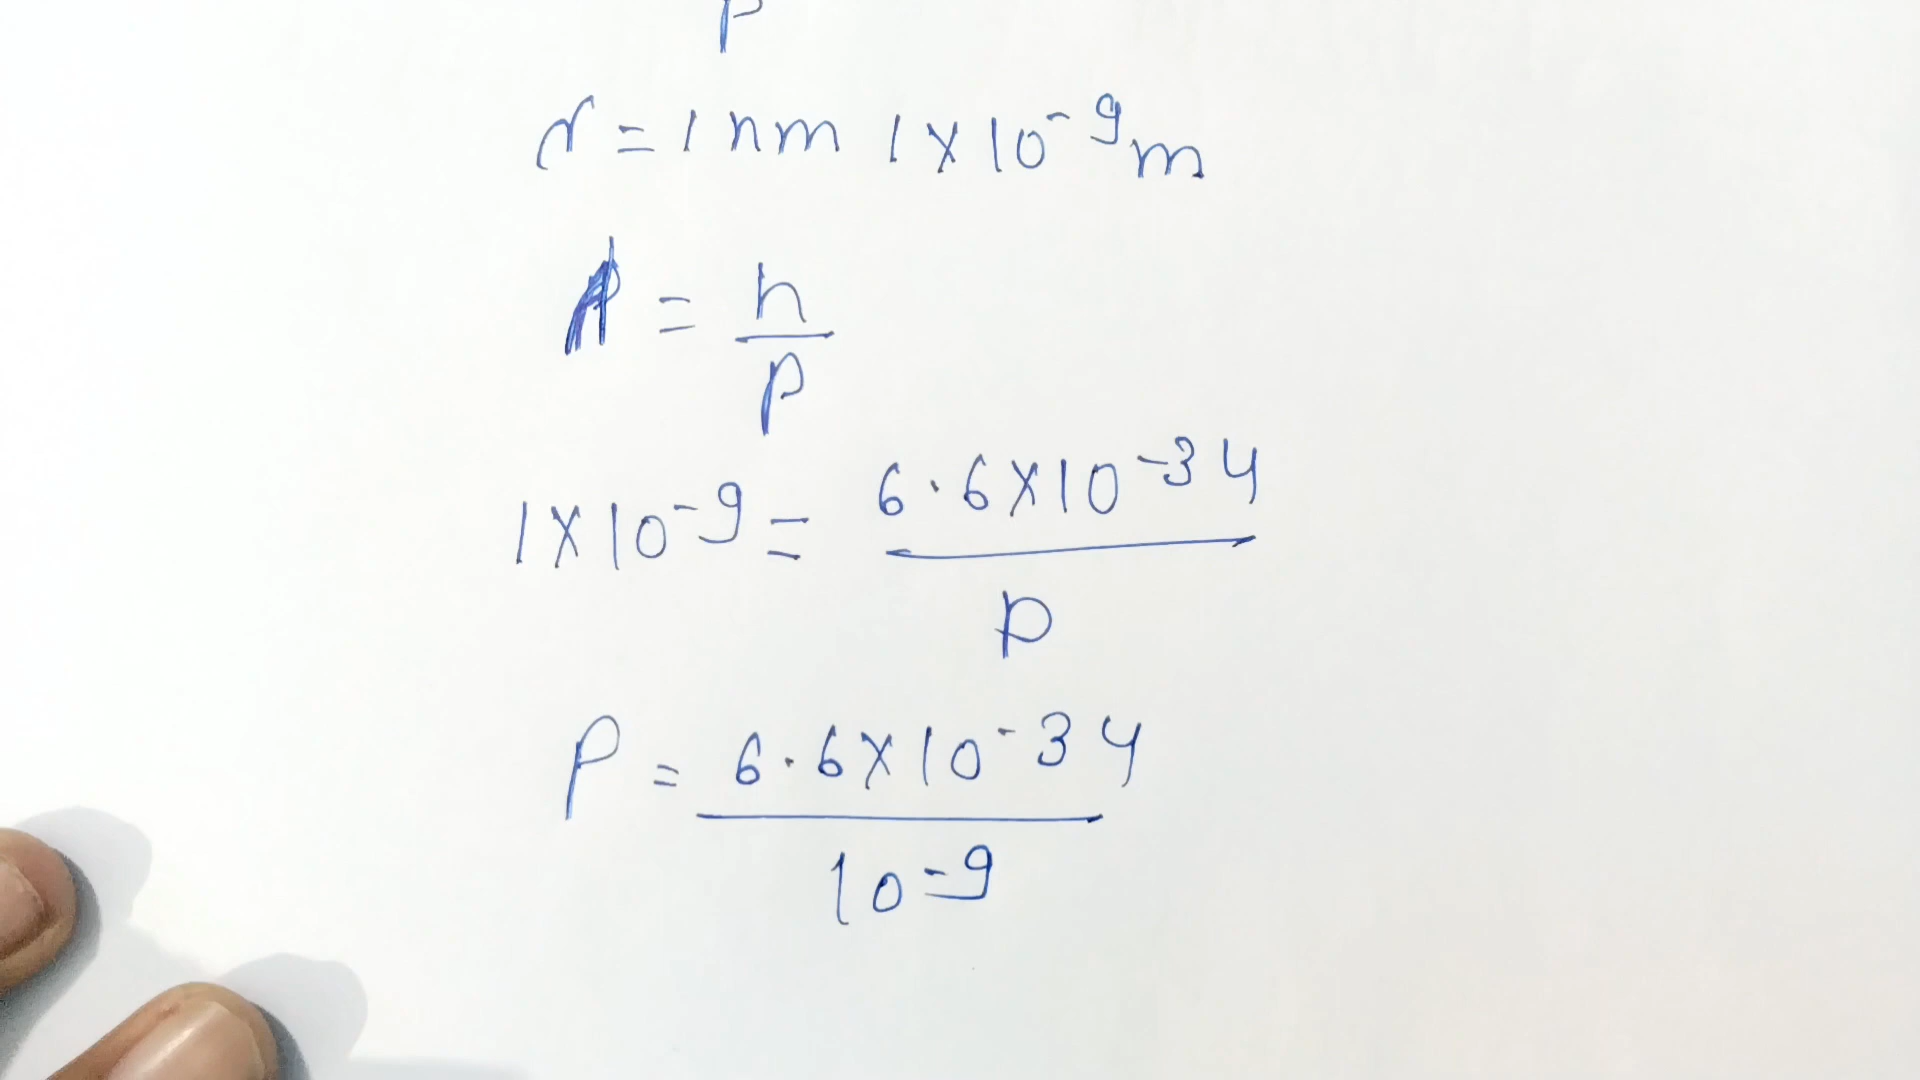 p
= 1 nm 1 X 10^-9 m
= h/p
1 X 10^-9 = 6.6 X 10^-34 / p
P = 6.6 X 10^-34 / 10^-9